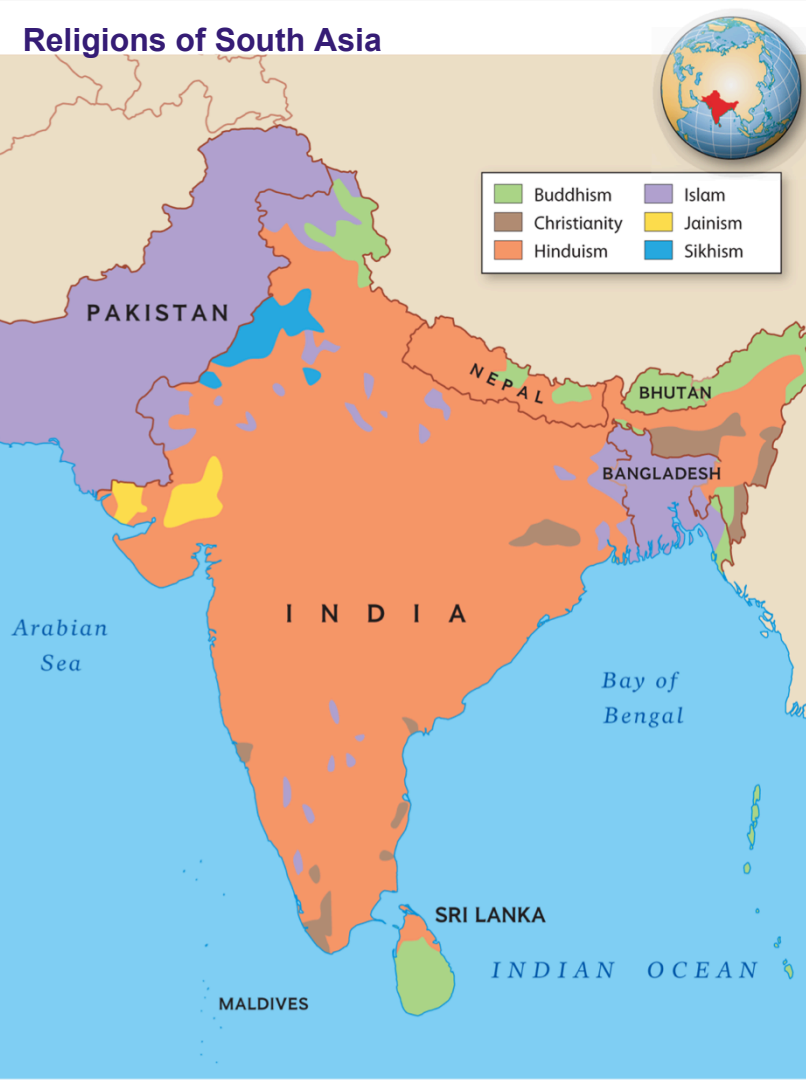 Religions of South Asia
Buddhism
Christianity
Hinduism
Islam
Jainism
Sikhism
PAKISTAN
NEPAL
BHUTAN
BANGLADESH
INDIA
Arabian
Sea
Bay of
Bengal
SRI LANKA
INDIAN OCEAN
MALDIVES